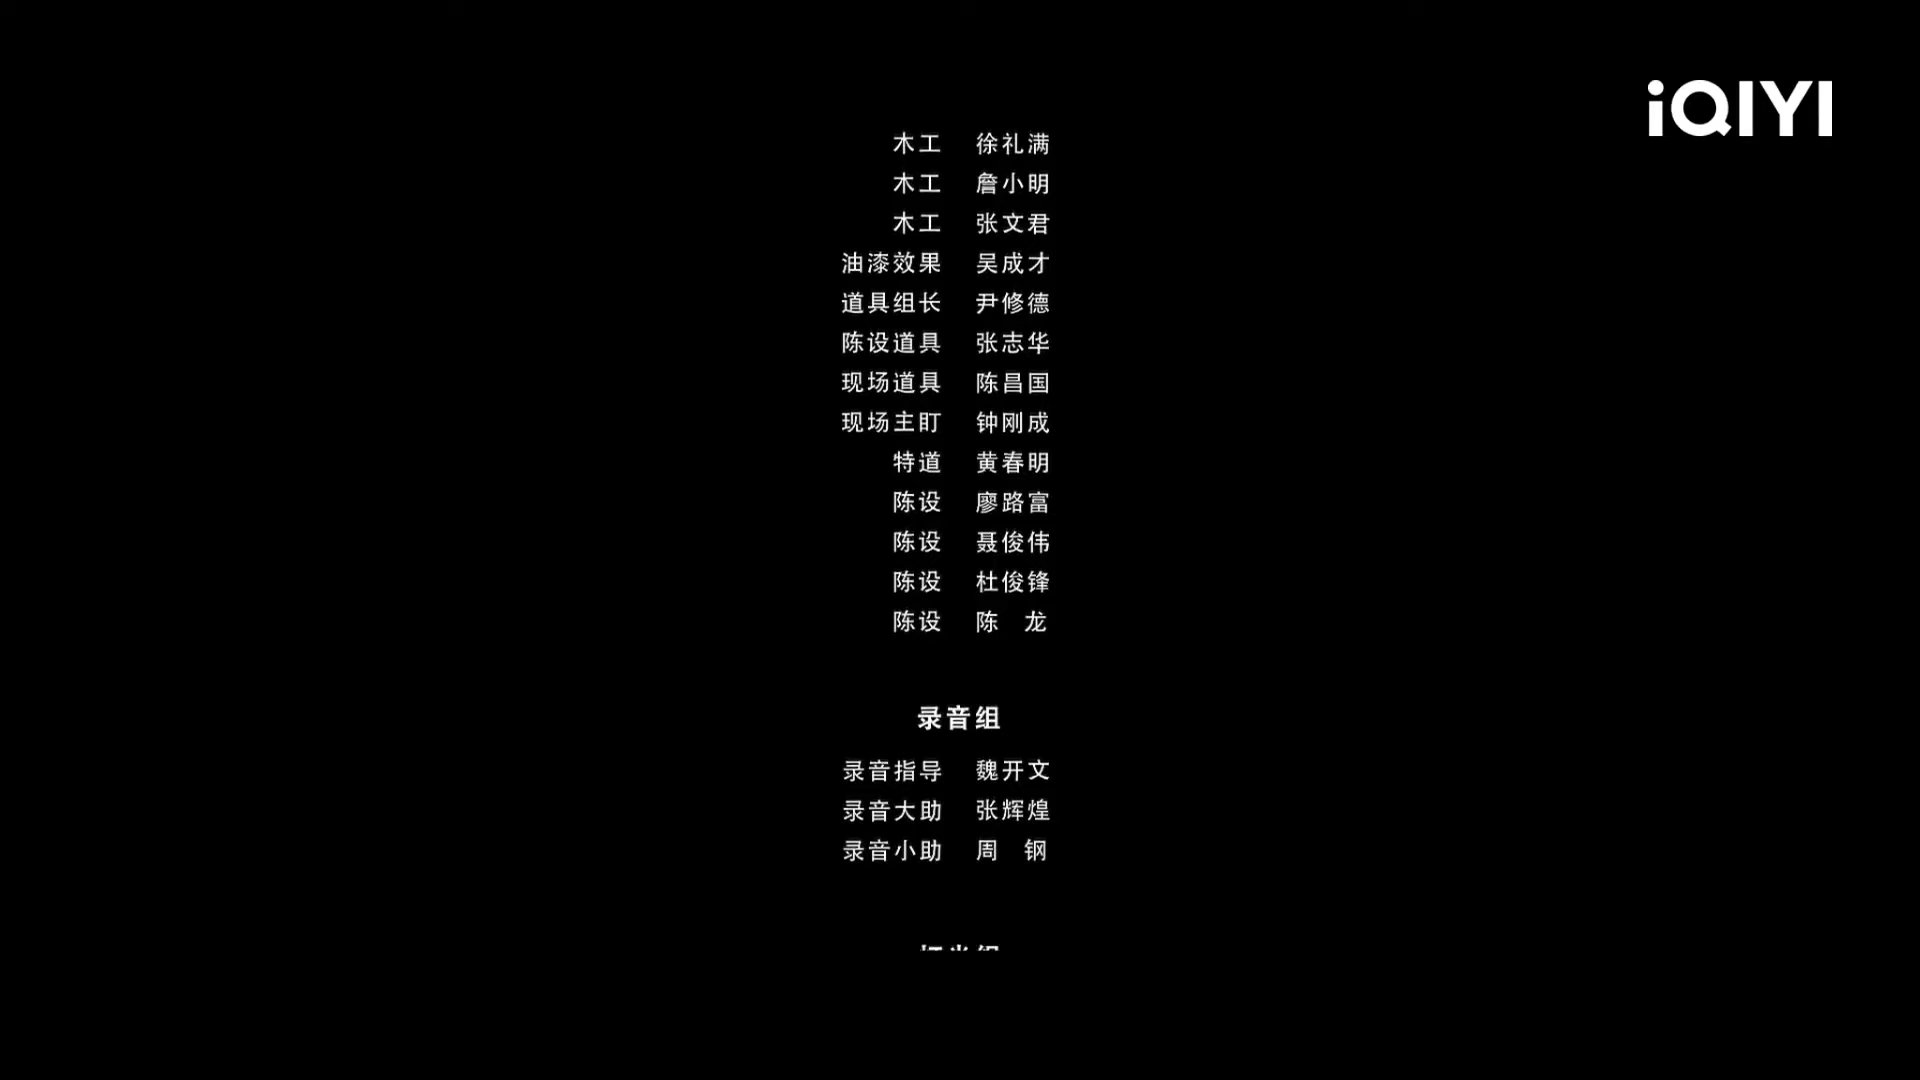 iQIYI
木工 徐礼满
木工 詹小明
木工 张文君
油漆效果 吴成才
道具组长 尹修德
陈设道具 张志华
现场道具 陈昌国
现场主盯 钟刚成
特道 黄春明
陈设 廖路富
陈设 聂俊伟
陈设 杜俊锋
陈设 陈 龙
录音组
录音指导 魏开文
录音大助 张辉煌
录音小助 周 钢